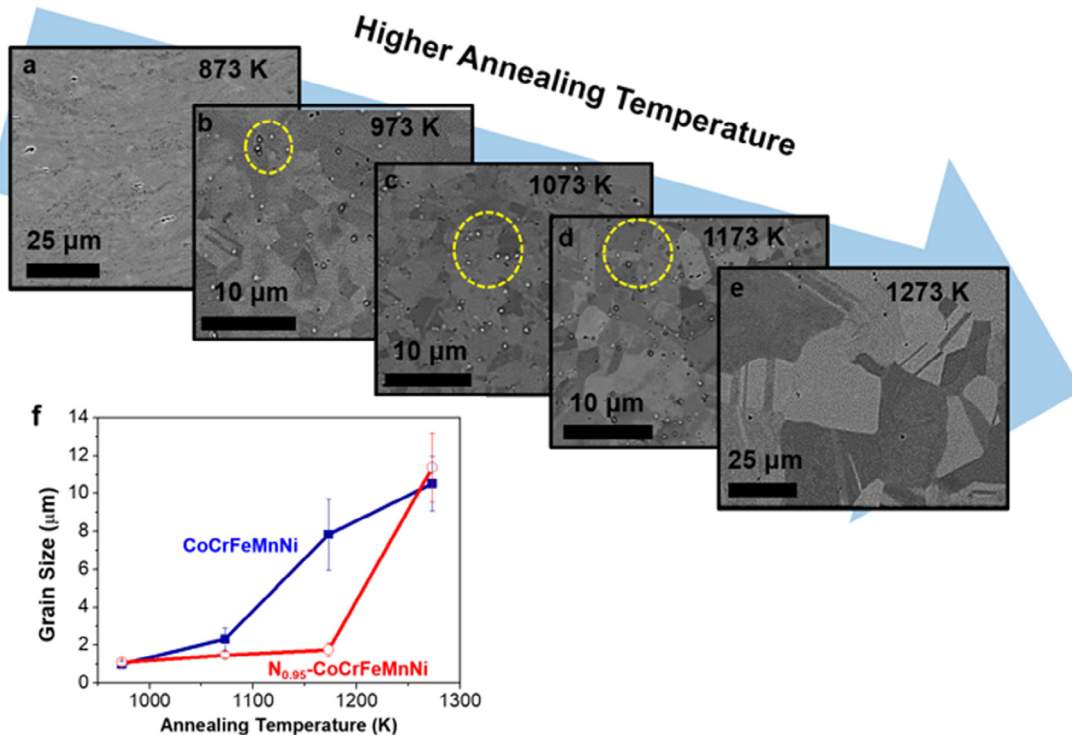 Higher Annealing Temperature
a
873 K
25 μm
b
973 K
10 μm
c
1073 K
10 μm
d
1173 K
10 μm
e
1273 K
25 μm
f
14
12
10
8
6
4
2
0
Grain Size (μm)
CoCrFeMnNi
N0.95-CoCrFeMnNi
1000
1100
1200
1300
Annealing Temperature (K)